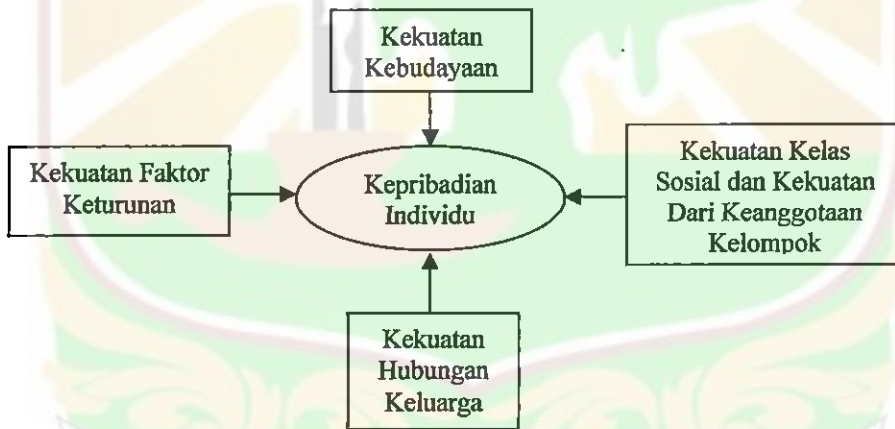 Kekuatan
Kebudayaan
Kekuatan Faktor
Keturunan
Kepribadian
Individu
Kekuatan Kelas
Sosial dan Kekuatan
Dari Keanggotaan
Kelompok
Kekuatan
Hubungan
Keluarga